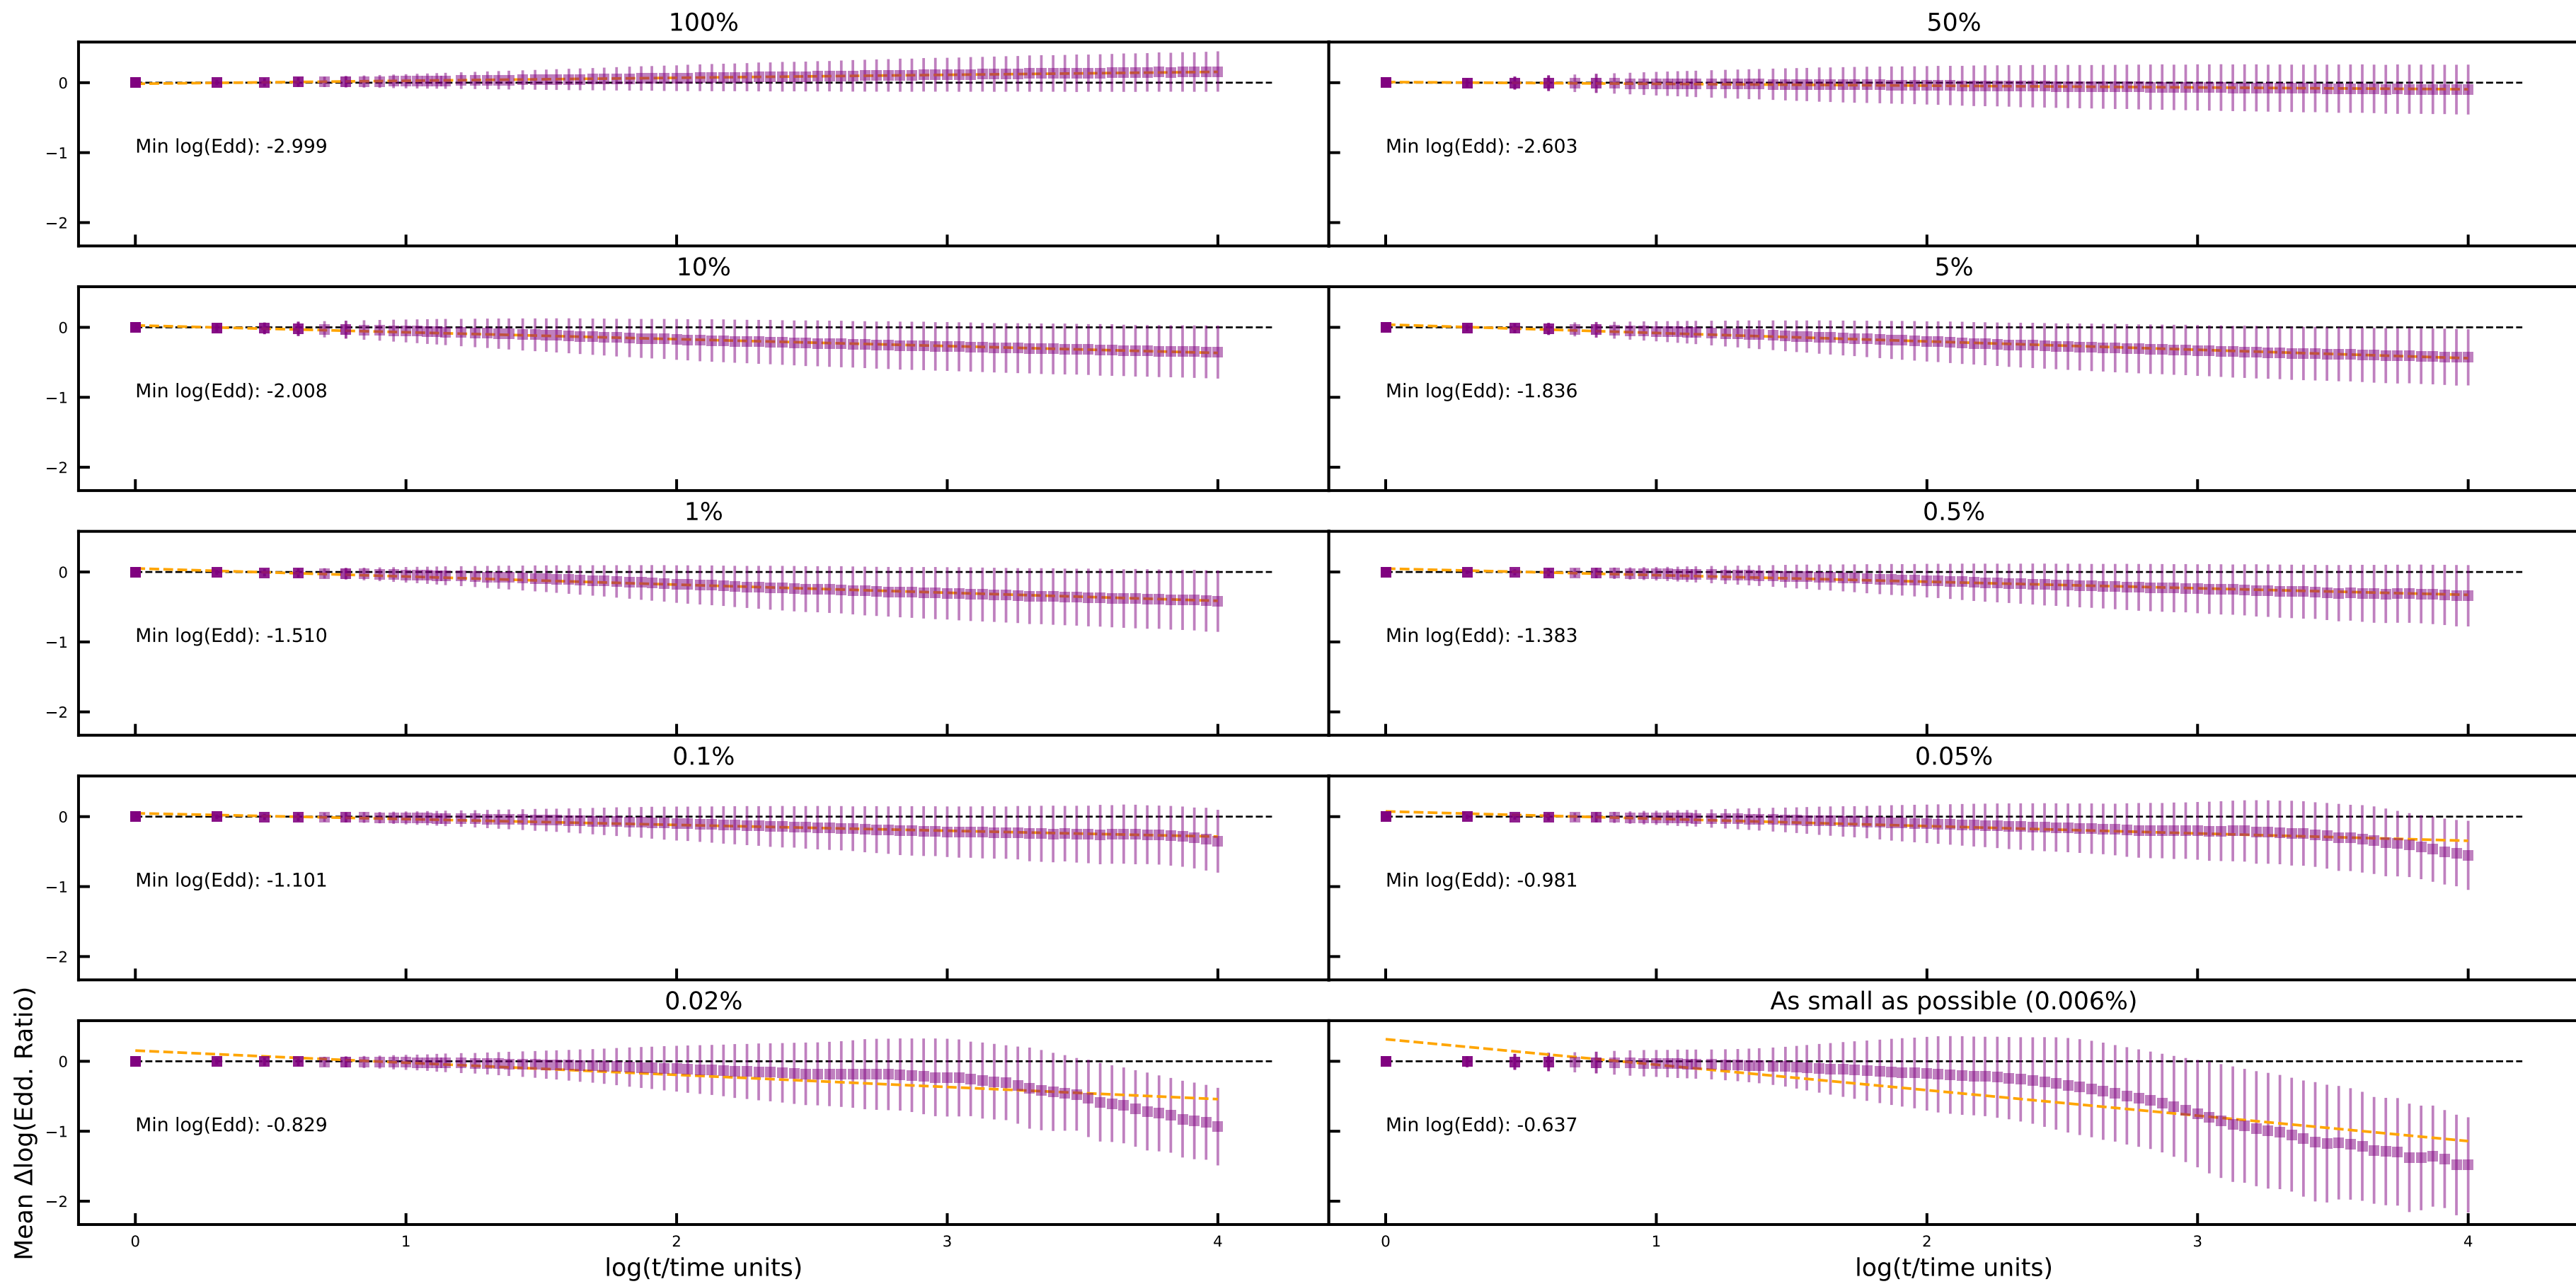 100%
50%
0
−1
−2
Min log(Edd): -2.999
Min log(Edd): -2.603
10%
5%
0
−1
−2
Min log(Edd): -2.008
Min log(Edd): -1.836
1%
0.5%
0
−1
−2
Min log(Edd): -1.510
Min log(Edd): -1.383
0.1%
0.05%
0
−1
−2
Min log(Edd): -1.101
Min log(Edd): -0.981
0.02%
As small as possible (0.006%)
0
−1
−2
Min log(Edd): -0.829
Min log(Edd): -0.637
Mean Δlog(Edd. Ratio)
0 1 2 3 4
0 1 2 3 4
log(t/time units)
log(t/time units)